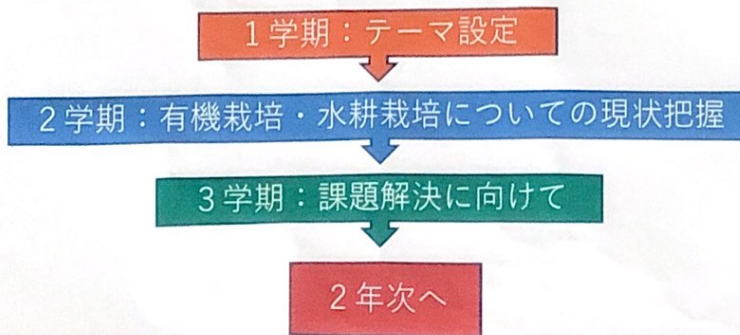 1学期：テーマ設定
2学期：有機栽培・水耕栽培についての現状把握
3学期：課題解決に向けて
2年次へ